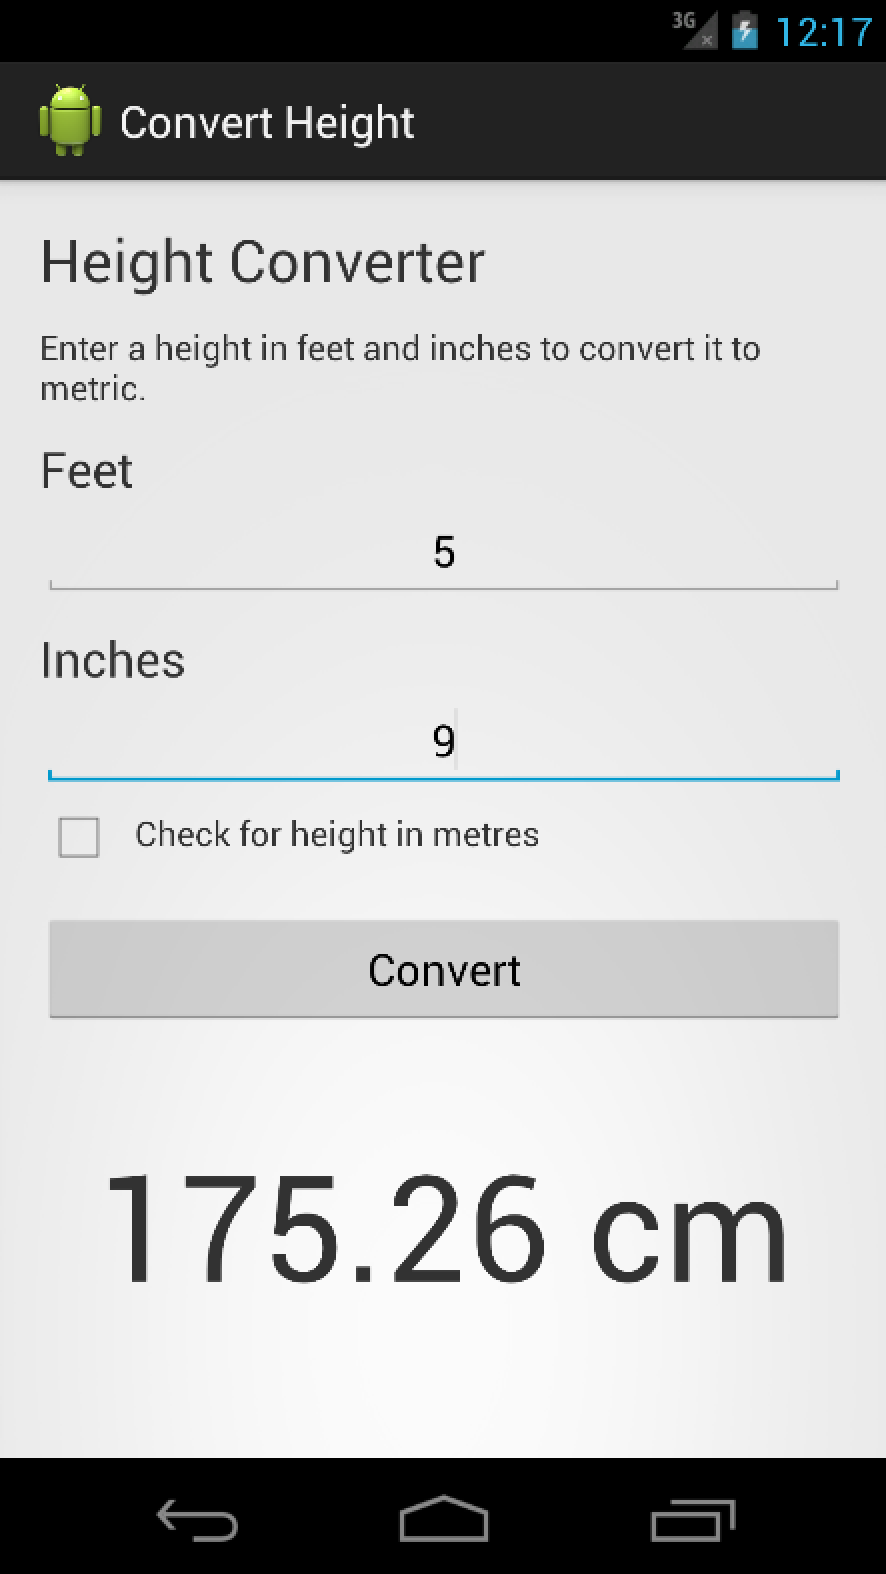 3G 12:17
Convert Height
Height Converter
Enter a height in feet and inches to convert it to
metric.
Feet
5
Inches
9
Check for height in metres
Convert
175.26 cm